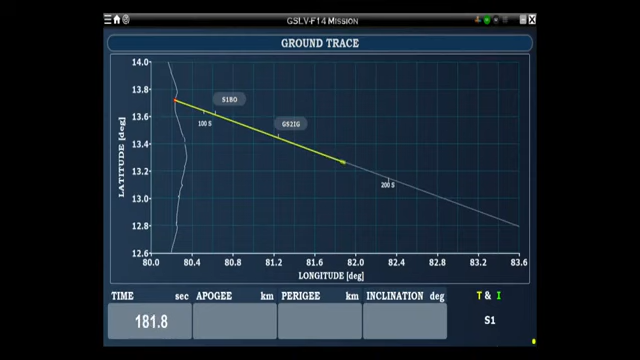 GSLV-F14 MISSION
GROUND TRACE
14.0
13.8
13.6
13.4
13.2
13.0
12.8
12.6
LATITUDE [deg]
S1BO
100 S
GS2IG
200 S
80.0 80.4 80.8 81.2 81.6 82.0 82.4 82.8 83.2 83.6
LONGITUDE [deg]
TIME sec APOGEE km PERIGEE km INCLINATION deg T & I
181.8 S1